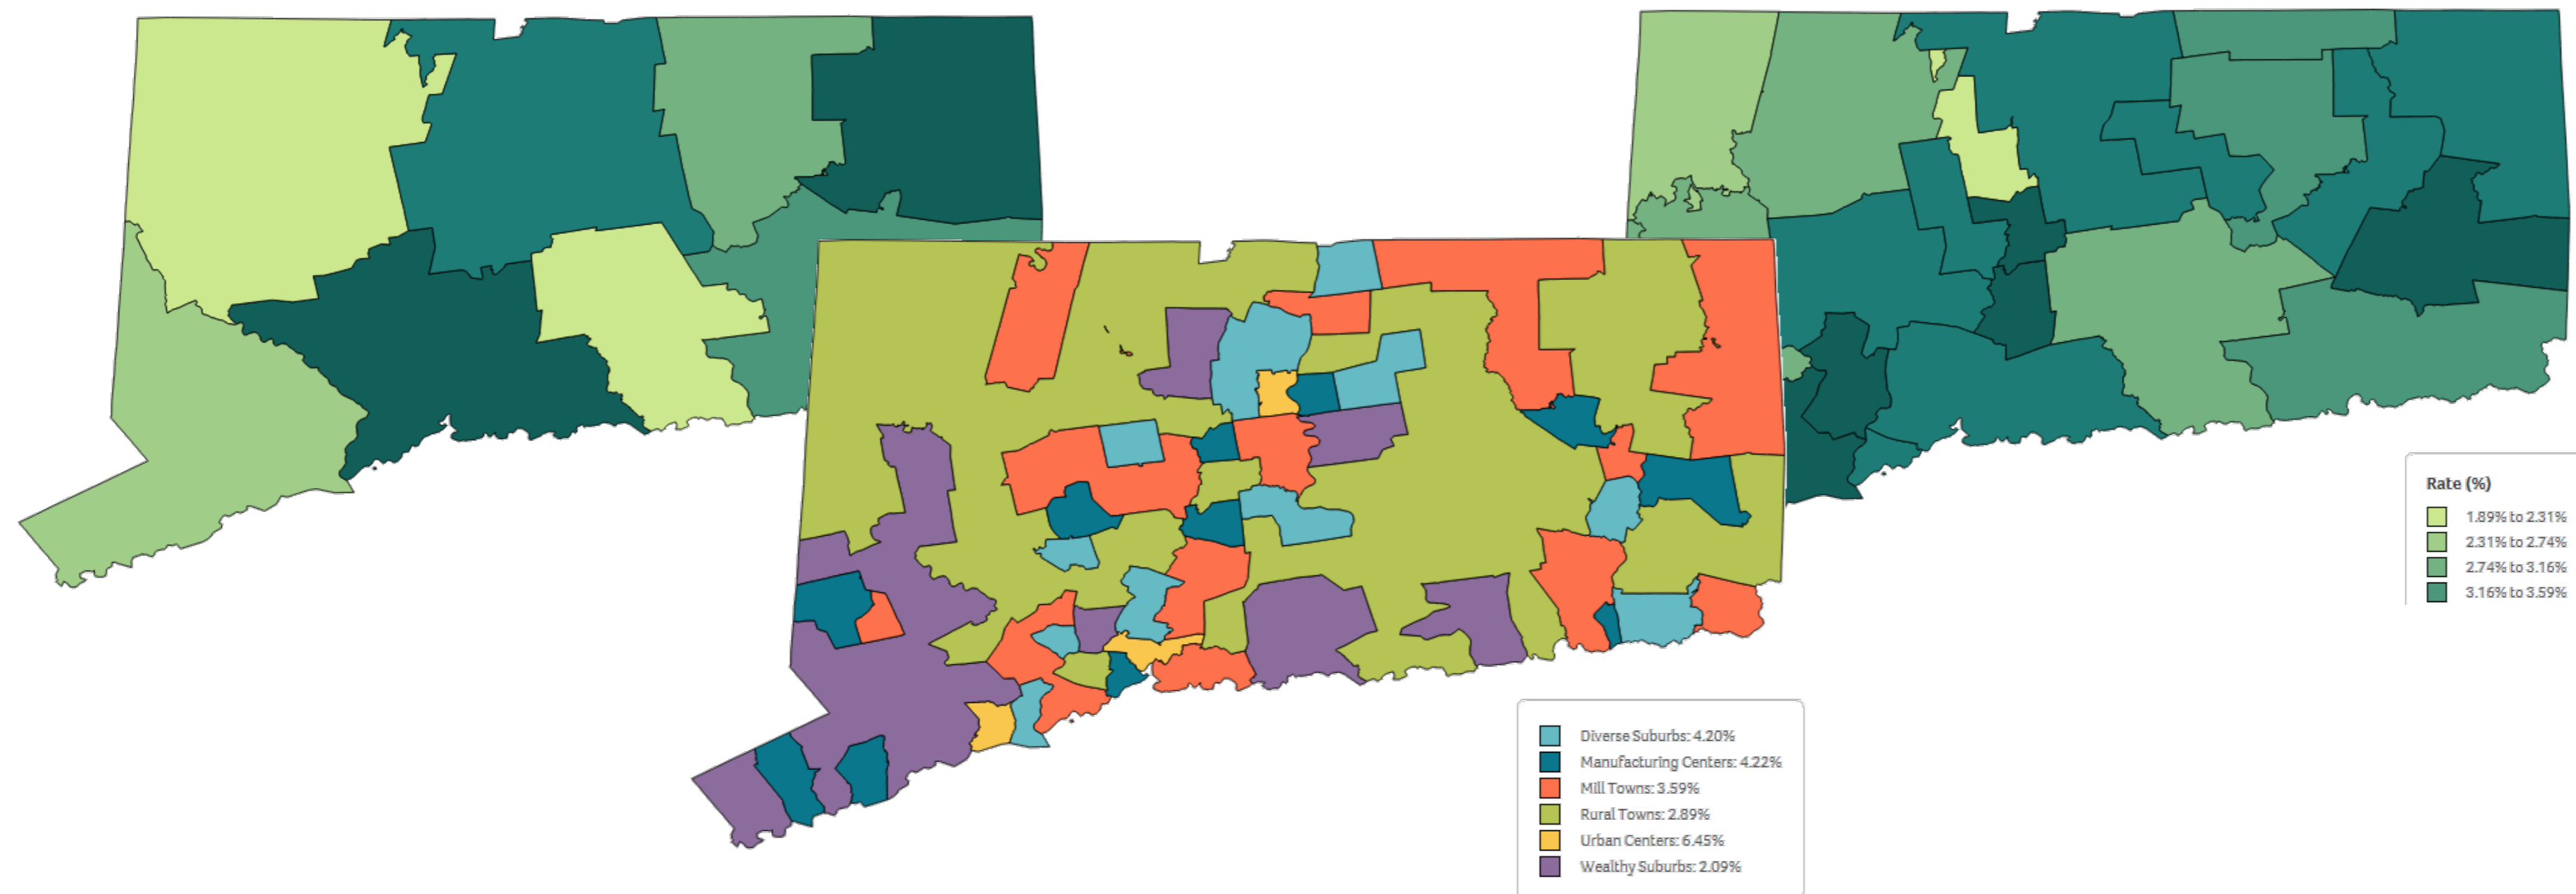 Rate (%)
1.89% to 2.31%
2.31% to 2.74%
2.74% to 3.16%
3.16% to 3.59%
Diverse Suburbs: 4.20%
Manufacturing Centers: 4.22%
Mill Towns: 3.59%
Rural Towns: 2.89%
Urban Centers: 6.45%
Wealthy Suburbs: 2.09%